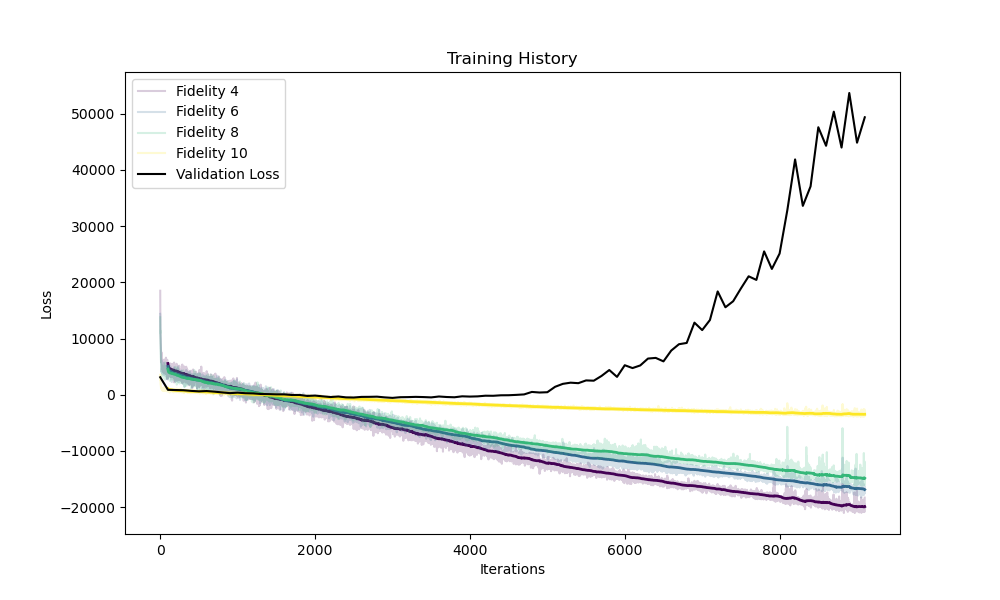 Training History
Fidelity 4
Fidelity 6
Fidelity 8
Fidelity 10
Validation Loss
Loss
50000
40000
30000
20000
10000
0
−10000
−20000
0 2000 4000 6000 8000
Iterations